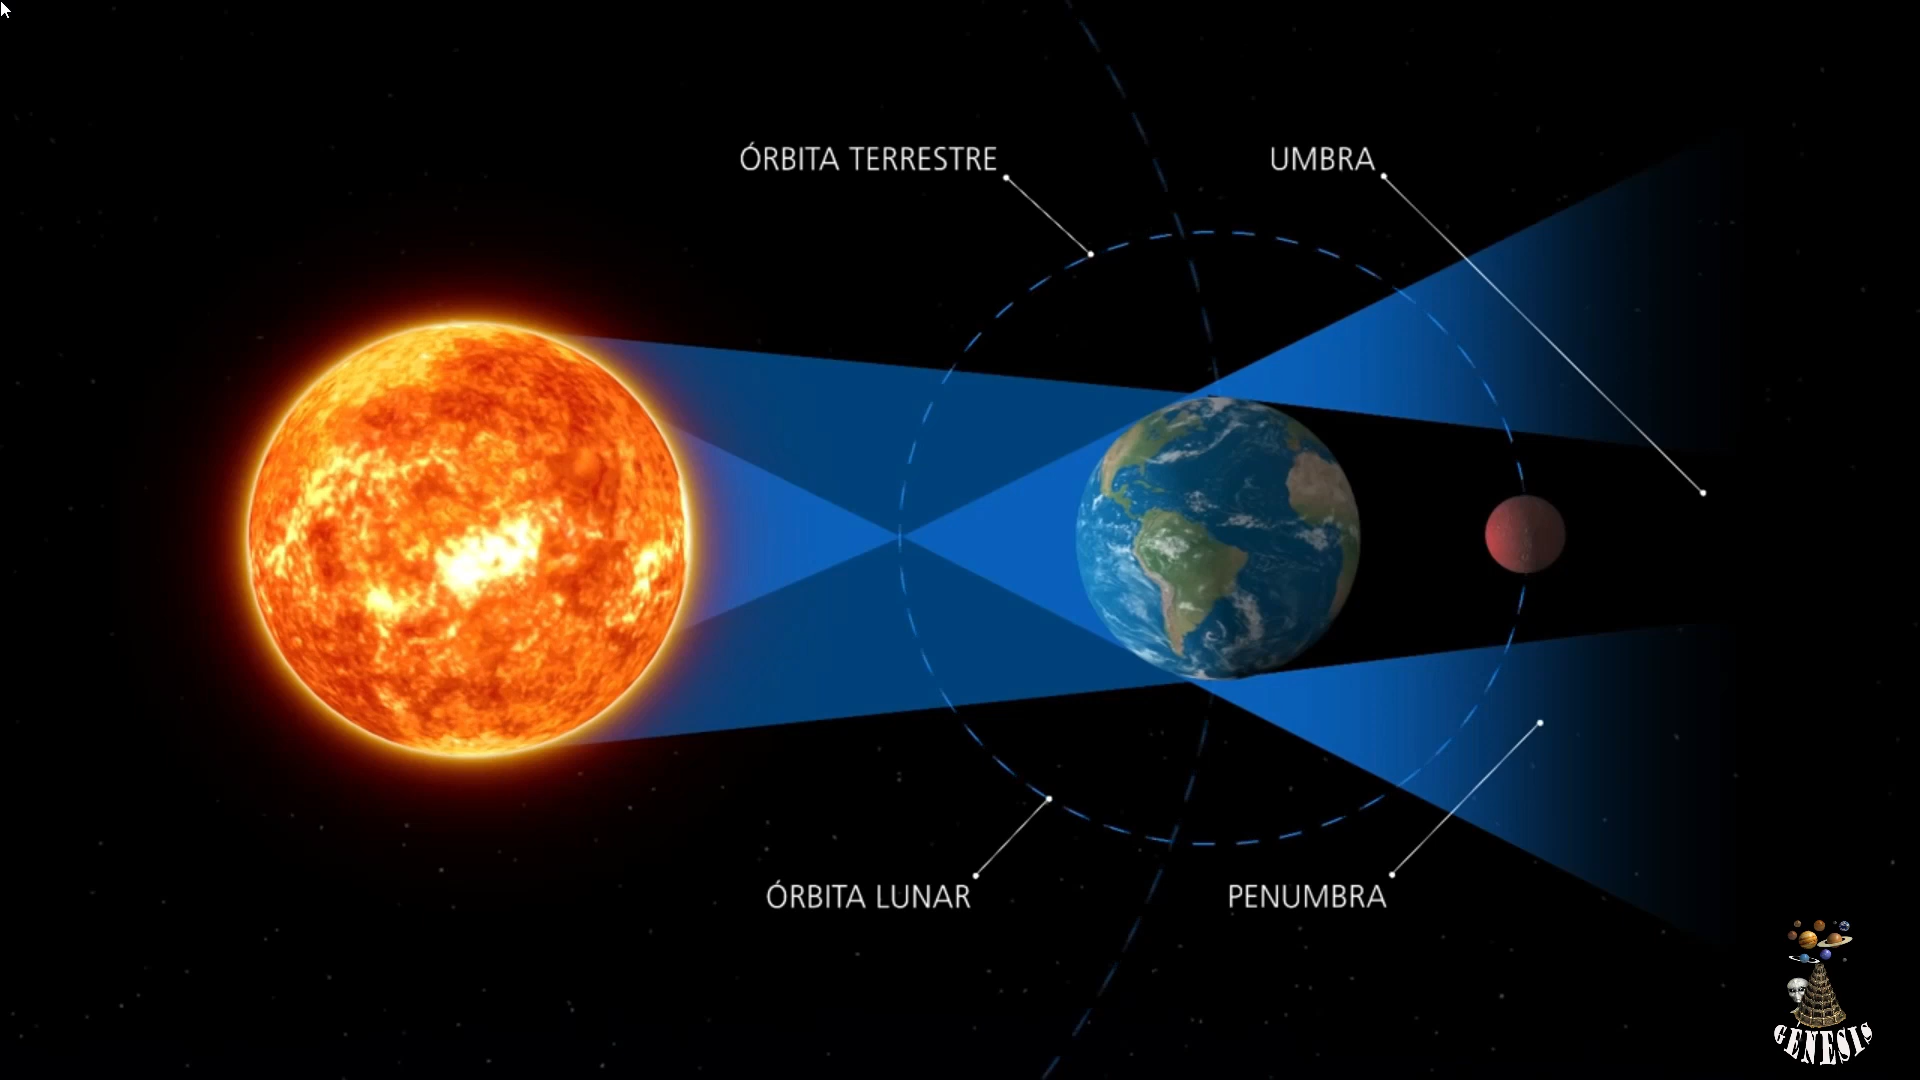 ÓRBITA TERRESTRE
UMBRA
ÓRBITA LUNAR
PENUMBRA
GENESIS